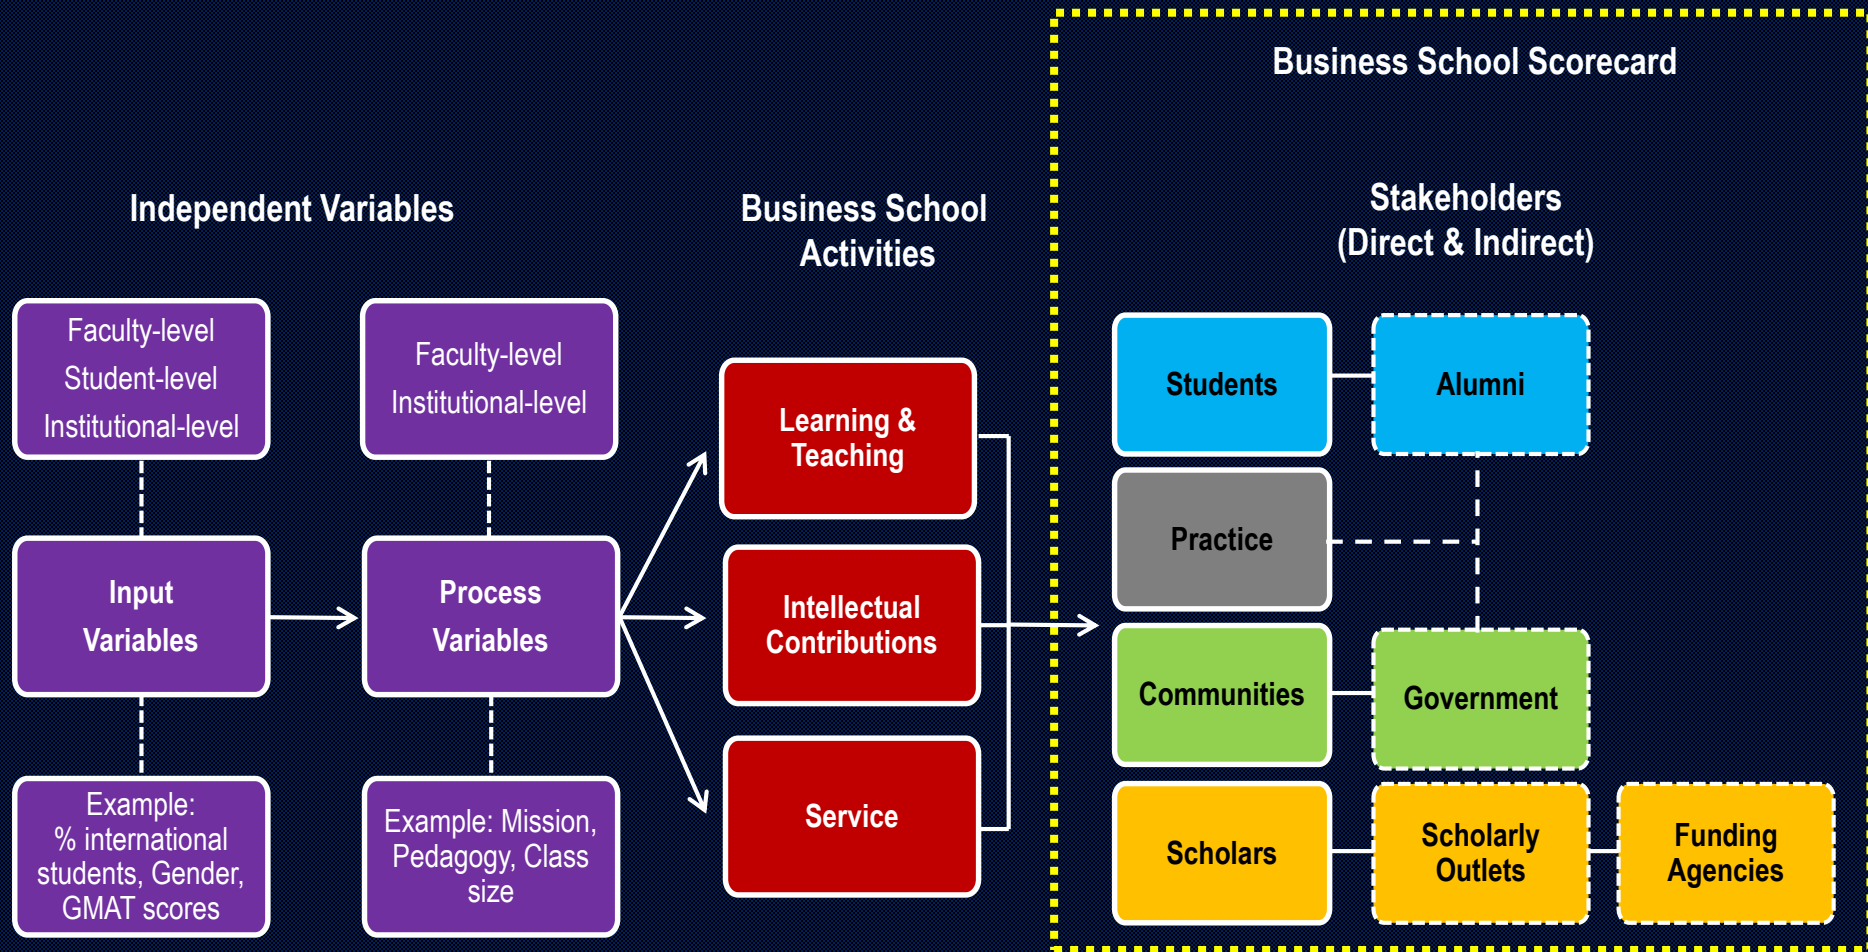 Business School Scorecard
Independent Variables
Business School
Activities
Stakeholders
(Direct & Indirect)
Faculty-level
Student-level
Institutional-level
Faculty-level
Institutional-level
Input
Variables
Process
Variables
Example:
% international
students, Gender,
GMAT scores
Example: Mission,
Pedagogy, Class
size
Learning &
Teaching
Intellectual
Contributions
Service
Students
Alumni
Practice
Communities
Government
Scholars
Scholarly
Outlets
Funding
Agencies